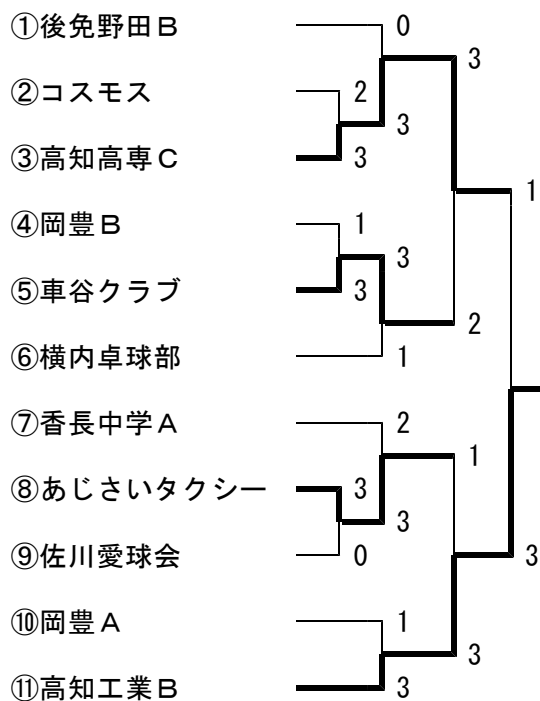 ①後免野田Ｂ 0
3
②コスモス 2
3
③高知高専Ｃ 3
1
④岡豊Ｂ 1
3
⑤車谷クラブ 3
2
⑥横内卓球部 1
⑦香長中学Ａ 2
1
⑧あじさいタクシー 3
3
⑨佐川愛球会 0 3
⑩岡豊Ａ 1
3
⑪高知工業Ｂ 3